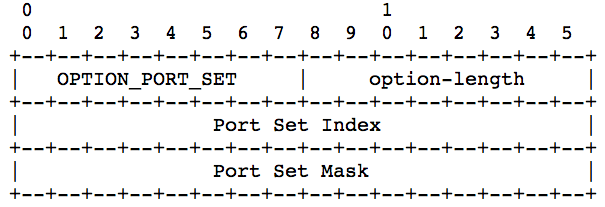 0                             1
0  1  2  3  4  5  6  7  8  9  0  1  2  3  4  5
+--+--+--+--+--+--+--+--+--+--+--+--+--+--+--+--+
|   OPTION_PORT_SET     |     option-length     |
+--+--+--+--+--+--+--+--+--+--+--+--+--+--+--+--+
|                Port Set Index                 |
+--+--+--+--+--+--+--+--+--+--+--+--+--+--+--+--+
|                Port Set Mask                  |
+--+--+--+--+--+--+--+--+--+--+--+--+--+--+--+--+